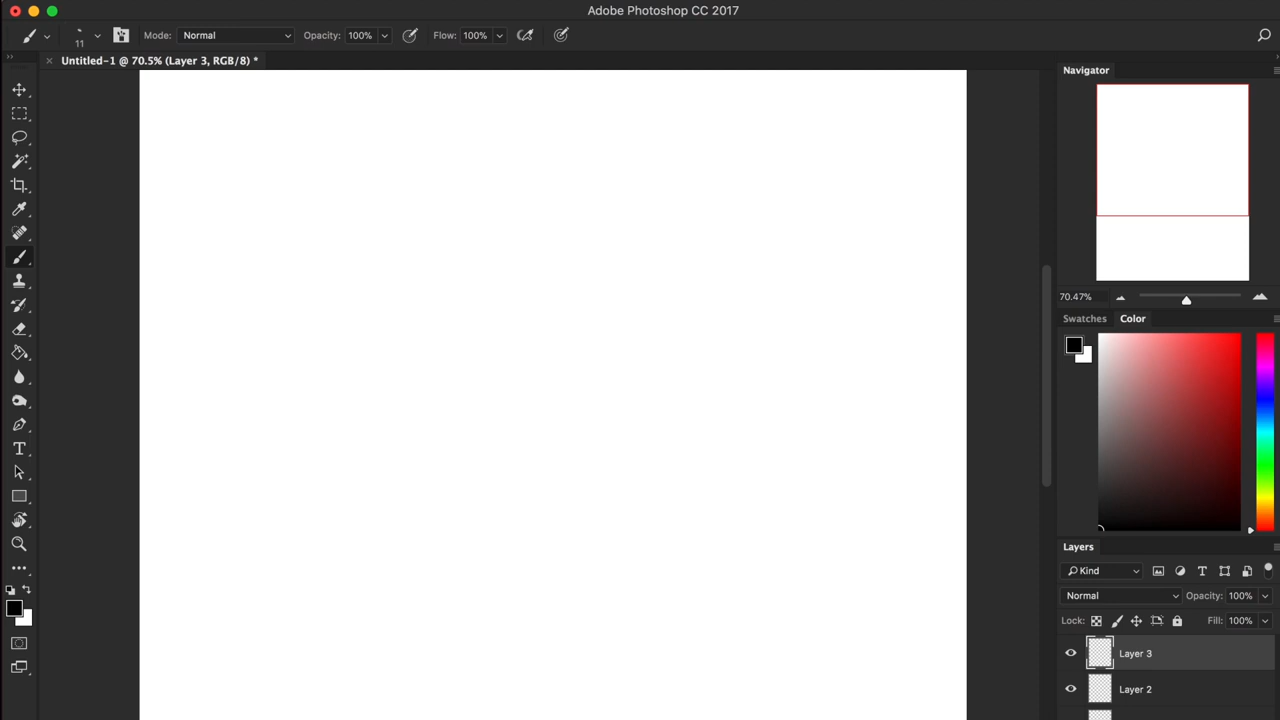 Adobe Photoshop CC 2017
11 Mode: Normal Opacity: 100% Flow: 100%
Untitled-1 @ 70.5% (Layer 3, RGB/8) *
Navigator
70.47%
Swatches Color
Layers
Kind
Normal Opacity: 100%
Lock: Fill: 100%
Layer 3
Layer 2